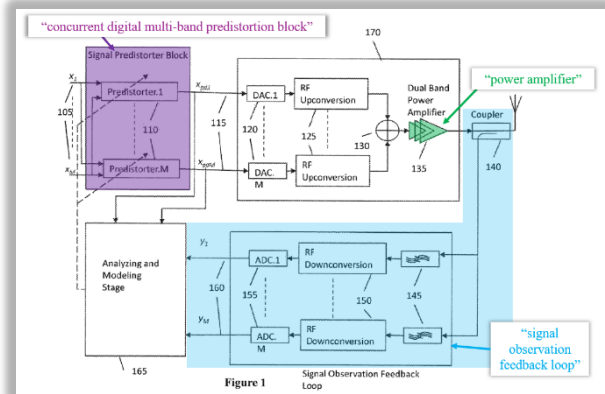 “concurrent digital multi-band predistortion block”
170
Signal Predistorter Block
“power amplifier”
x1
Predistorter.1
xpd,1
DAC.1
RF
Upconversion
Dual Band
Power
Amplifier
Coupler
105
110
115
120
125
130
135
140
xM
Predistorter.M
DAC.
M
RF
Upconversion
y1
ADC.1
RF
Downconversion
Analyzing and
Modeling
Stage
160
155
150
145
yM
ADC.
M
RF
Downconversion
“signal
observation
feedback loop”
165
Figure 1
Signal Observation Feedback
Loop